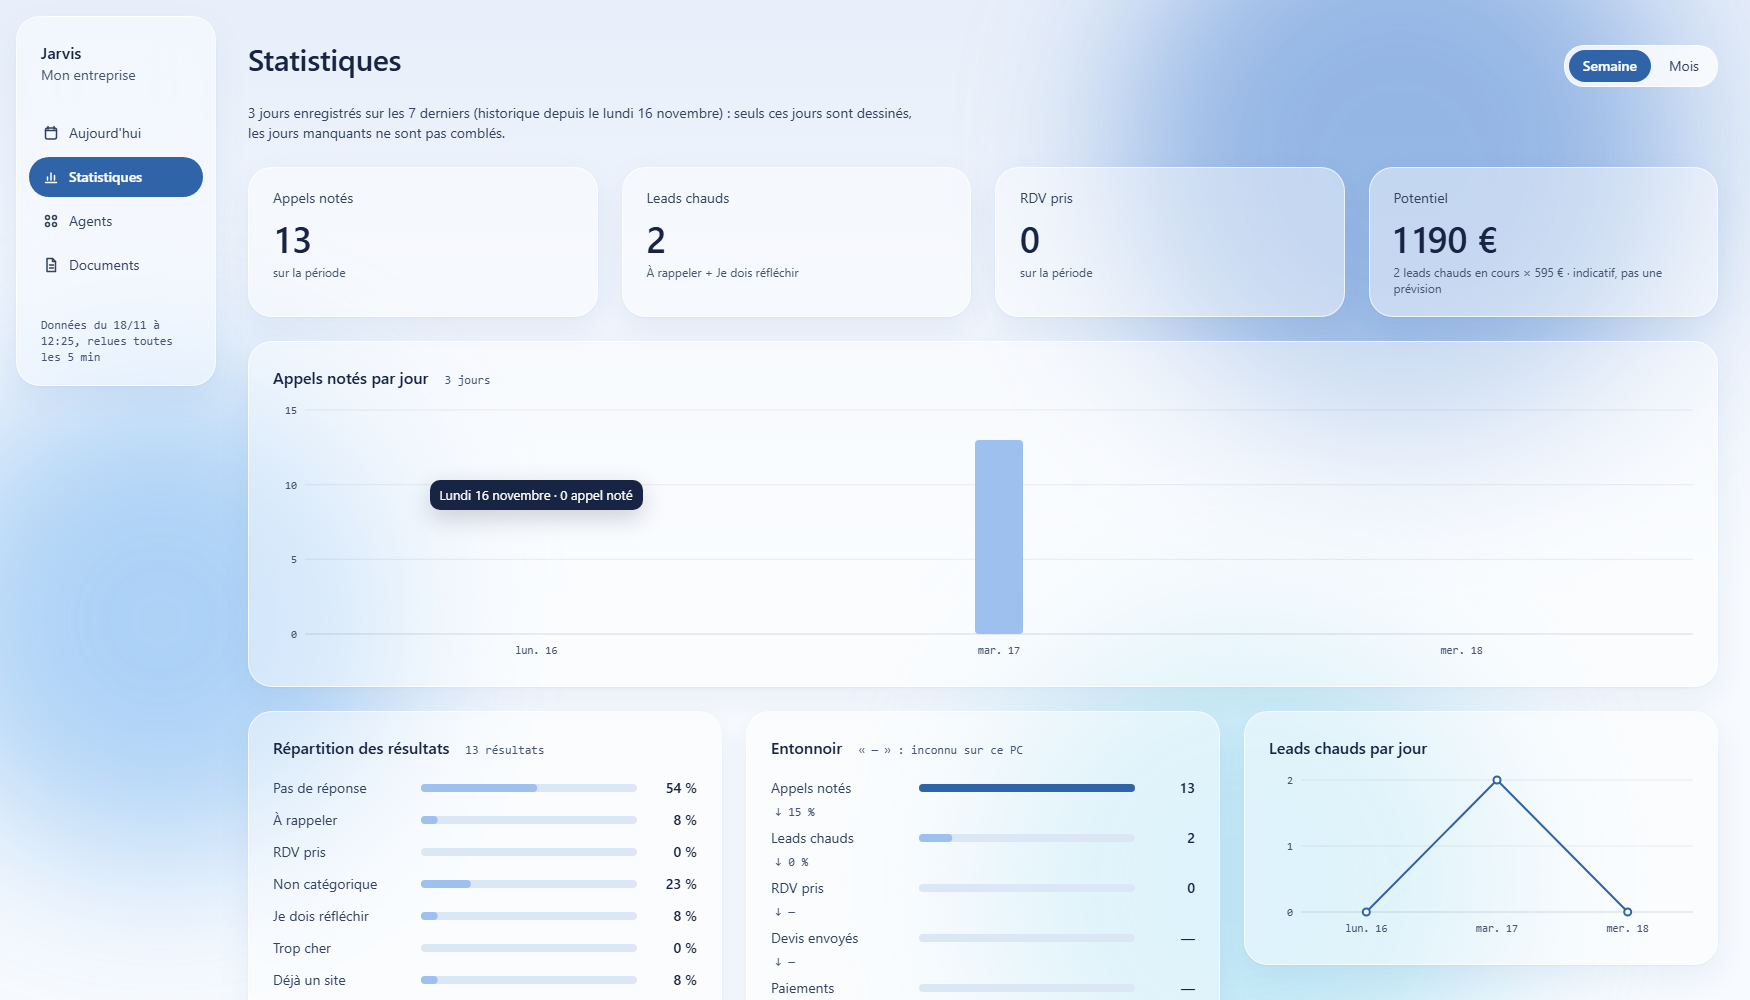 Jarvis
Mon entreprise
Aujourd'hui
Statistiques
Agents
Documents
Données du 18/11 à
12:25, relues toutes
les 5 min
Statistiques
Semaine
Mois
3 jours enregistrés sur les 7 derniers (historique depuis le lundi 16 novembre) : seuls ces jours sont dessinés,
les jours manquants ne sont pas comblés.
Appels notés
13
sur la période
Leads chauds
2
À rappeler + Je dois réfléchir
RDV pris
0
sur la période
Potentiel
1 190 €
2 leads chauds en cours × 595 € · indicatif, pas une
prévision
Appels notés par jour 3 jours
15
10
5
0
Lundi 16 novembre · 0 appel noté
lun. 16
mar. 17
mer. 18
Répartition des résultats 13 résultats
Pas de réponse 54 %
À rappeler 8 %
RDV pris 0 %
Non catégorique 23 %
Je dois réfléchir 8 %
Trop cher 0 %
Déjà un site 8 %
Entonnoir « — » : inconnu sur ce PC
Appels notés 13
↓ 15 %
Leads chauds 2
↓ 0 %
RDV pris 0
↓ —
Devis envoyés —
↓ —
Paiements —
Leads chauds par jour
2
1
0
lun. 16
mar. 17
mer. 18